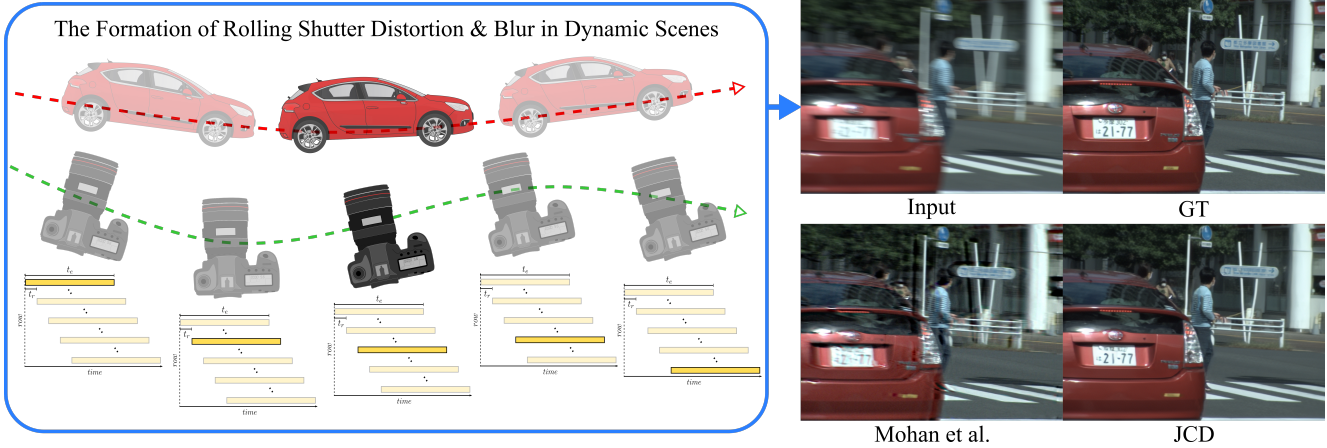 The Formation of Rolling Shutter Distortion & Blur in Dynamic Scenes
t_e
t_r
row
time
t_e
t_r
row
time
t_e
t_r
row
time
t_e
t_r
row
time
t_e
t_r
row
time
Input
GT
21-77
Mohan et al.
21-77
JCD
21-77